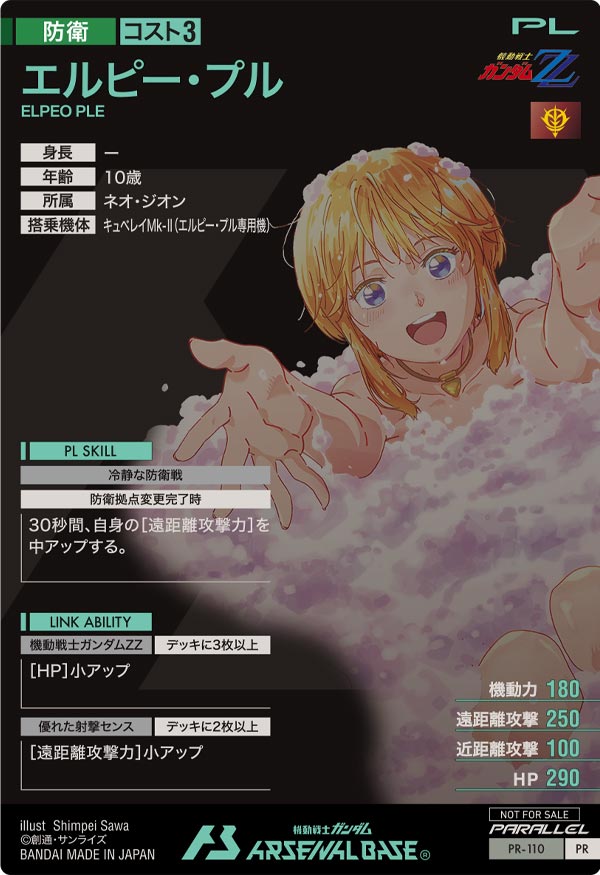 防衛 コスト3
PL
エルピー・プル
ELPEO PLE
機動戦士
ガンダムZZ
身長 ー
年齢 10歳
所属 ネオ・ジオン
搭乗機体 キュベレイMk-II(エルピー・プル専用機)
PL SKILL
冷静な防衛戦
防衛拠点変更完了時
30秒間、自身の[遠距離攻撃力]を
中アップする。
LINK ABILITY
機動戦士ガンダムZZ デッキに3枚以上
[HP]小アップ
優れた射撃センス デッキに2枚以上
[遠距離攻撃力]小アップ
機動力 180
遠距離攻撃 250
近距離攻撃 100
HP 290
illust Shimpei Sawa
©創通・サンライズ
BANDAI MADE IN JAPAN
機動戦士ガンダム
ARSENAL BASE®
NOT FOR SALE
PARALLEL
PR-110 PR